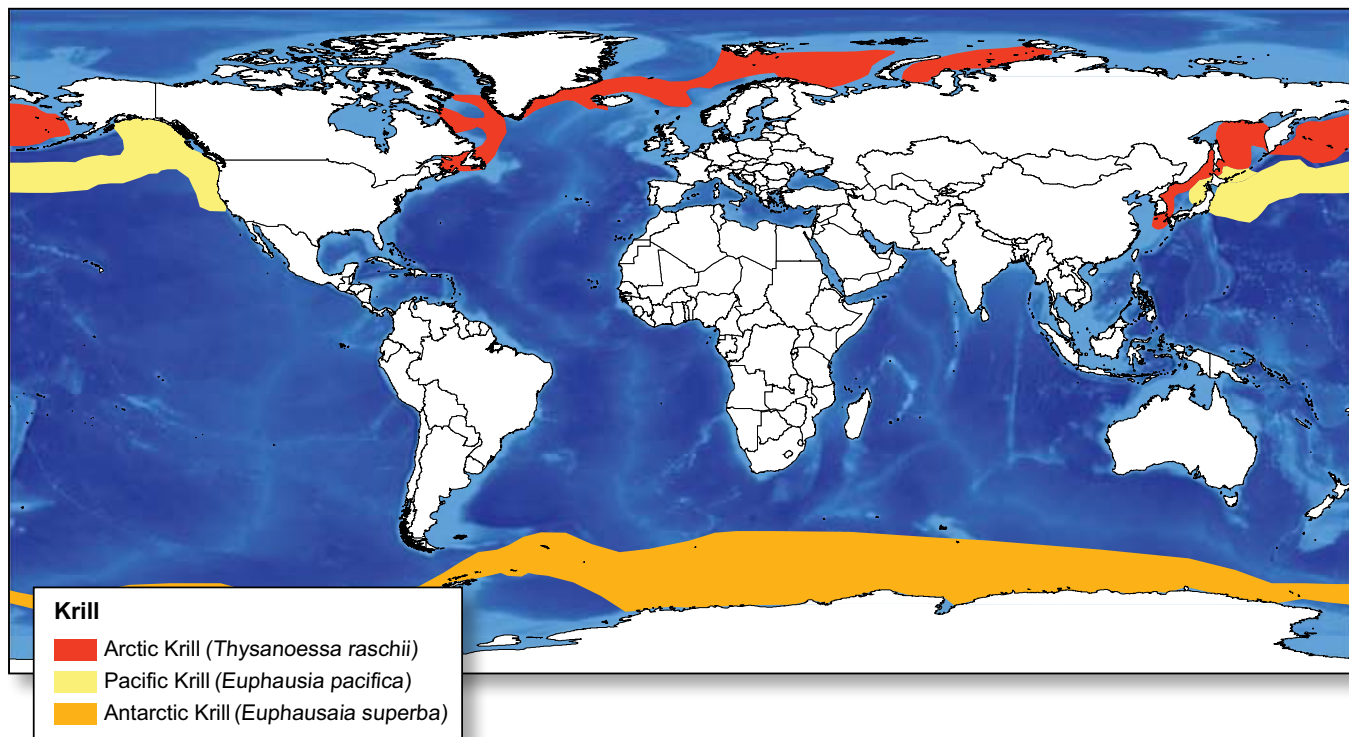 Krill
Arctic Krill (Thysanoessa raschii)
Pacific Krill (Euphausia pacifica)
Antarctic Krill (Euphausaia superba)